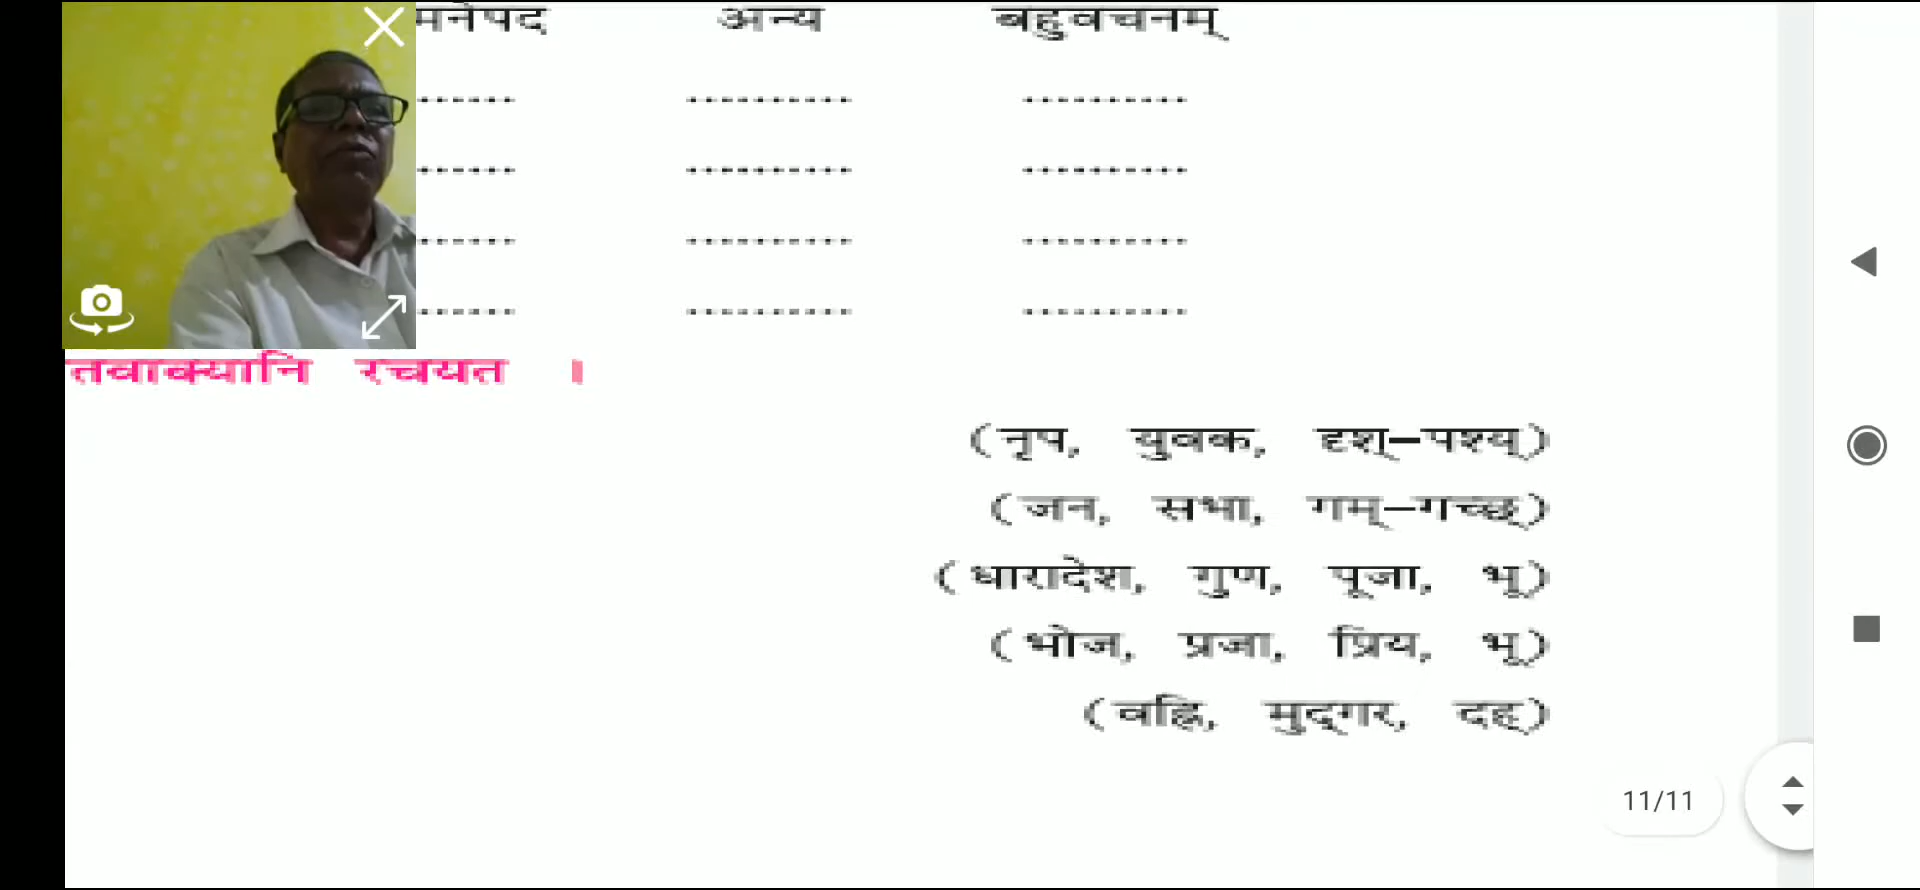 मनेपद अन्य बहुवचनम्
....... .......... ..........
....... .......... ..........
....... .......... ..........
....... .......... ..........
तवाक्यानि रचयत ।
(नृप, युवक, दृश्–पश्य्)
(जन, सभा, गम्–गच्छ्)
(धारादेश, गुण, पूजा, भू)
(भोज, प्रजा, प्रिय, भू)
(वह्नि, मुद्गर, दह्)
11/11